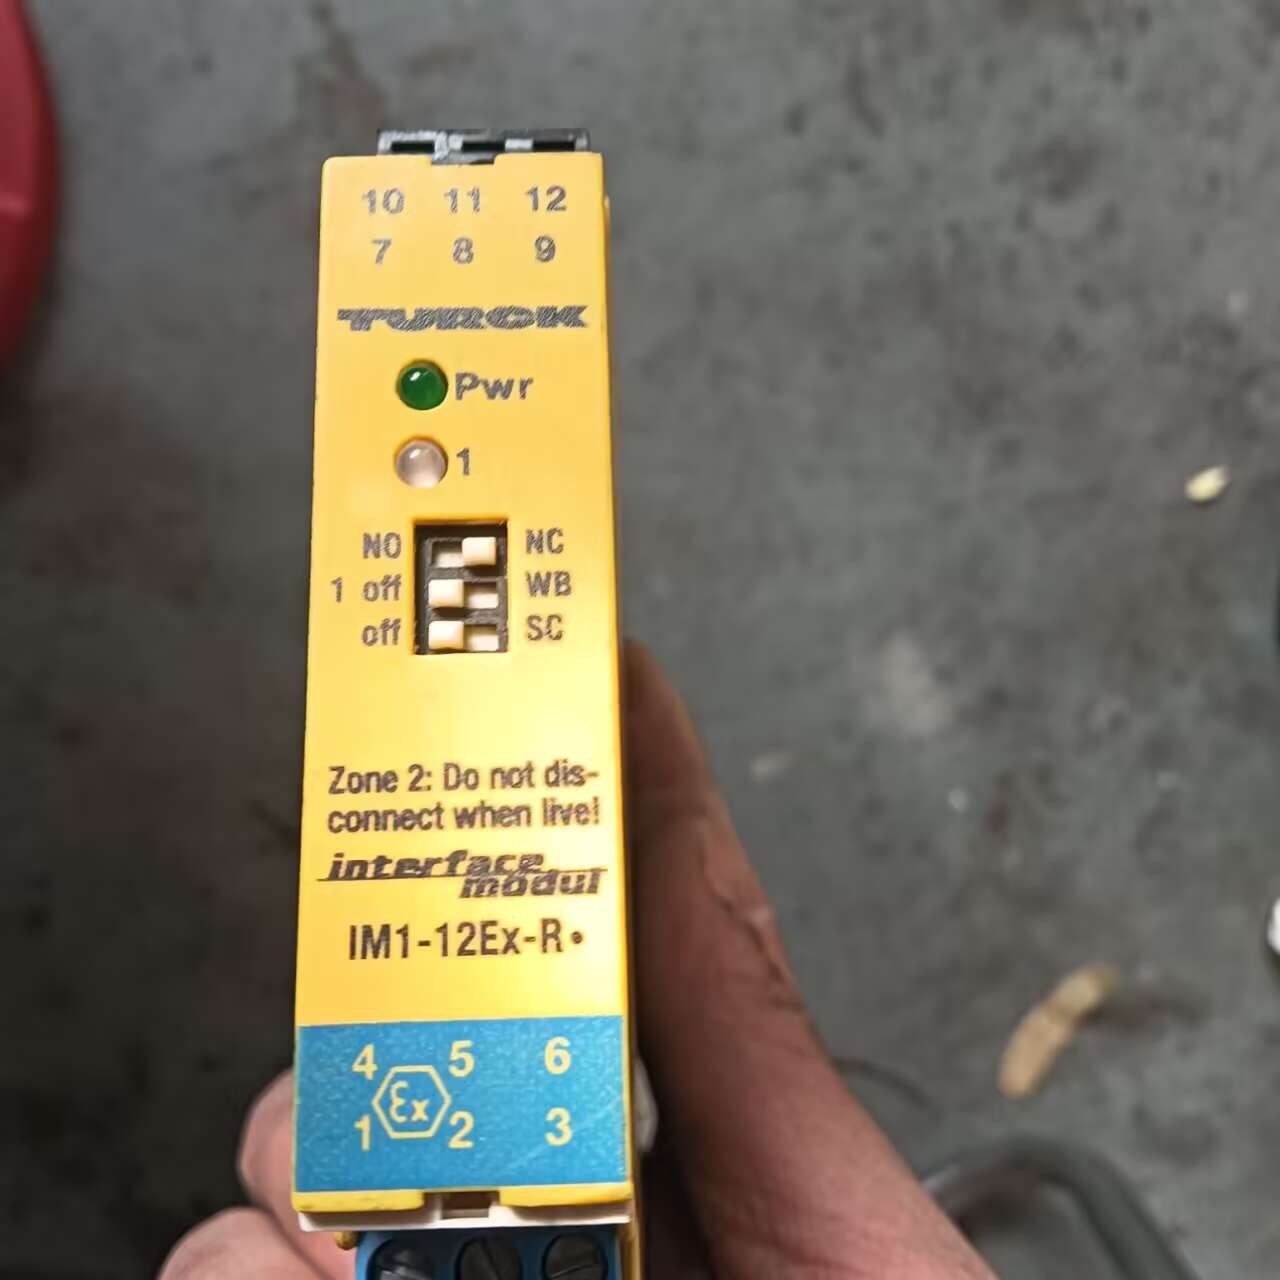 10 11 12
7 8 9
TURCK
Pwr
1
NO NC
1 off WB
off SC
Zone 2: Do not dis-
connect when live!
interface
modul
IM1-12Ex-R•
4 5 6
Ex
1 2 3